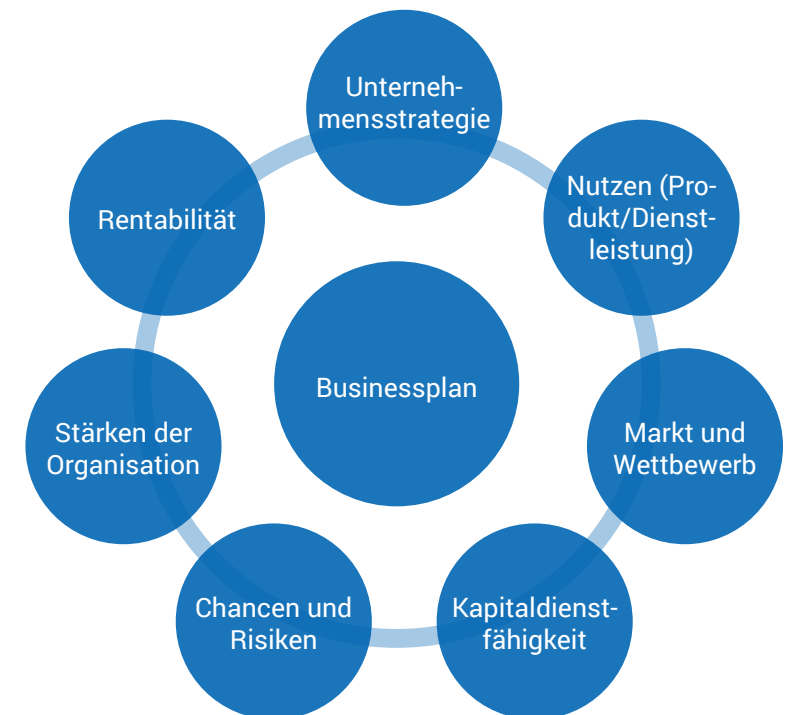 Unterneh-
mensstrategie
Nutzen (Pro-
dukt/Dienst-
leistung)
Markt und
Wettbewerb
Kapitaldienst-
fähigkeit
Chancen und
Risiken
Stärken der
Organisation
Rentabilität
Businessplan